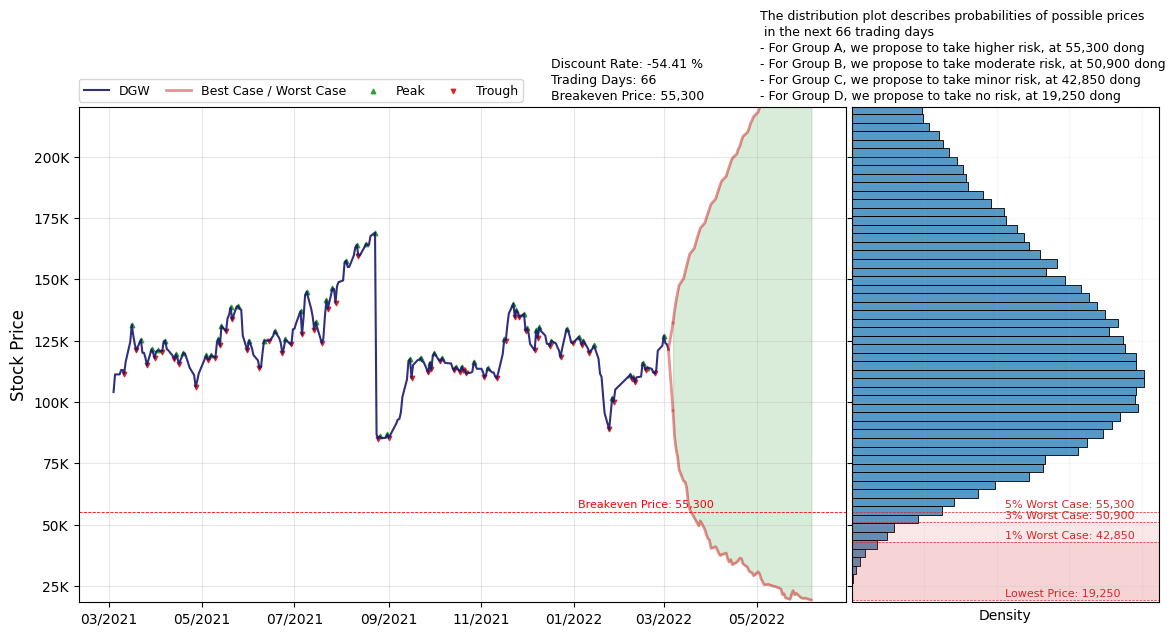 The distribution plot describes probabilities of possible prices
in the next 66 trading days
- For Group A, we propose to take higher risk, at 55,300 dong
- For Group B, we propose to take moderate risk, at 50,900 dong
- For Group C, we propose to take minor risk, at 42,850 dong
- For Group D, we propose to take no risk, at 19,250 dong
Discount Rate: -54.41 %
Trading Days: 66
Breakeven Price: 55,300
DGW
Best Case / Worst Case
Peak
Trough
Stock Price
200K
175K
150K
125K
100K
75K
50K
25K
Breakeven Price: 55,300
5% Worst Case: 55,300
3% Worst Case: 50,900
1% Worst Case: 42,850
Lowest Price: 19,250
03/2021
05/2021
07/2021
09/2021
11/2021
01/2022
03/2022
05/2022
Density